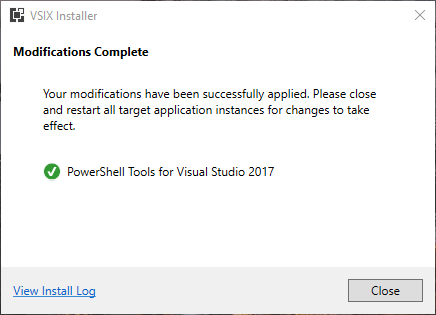 VSIX Installer
Modifications Complete
Your modifications have been successfully applied. Please close
and restart all target application instances for changes to take
effect.
PowerShell Tools for Visual Studio 2017
View Install Log
Close